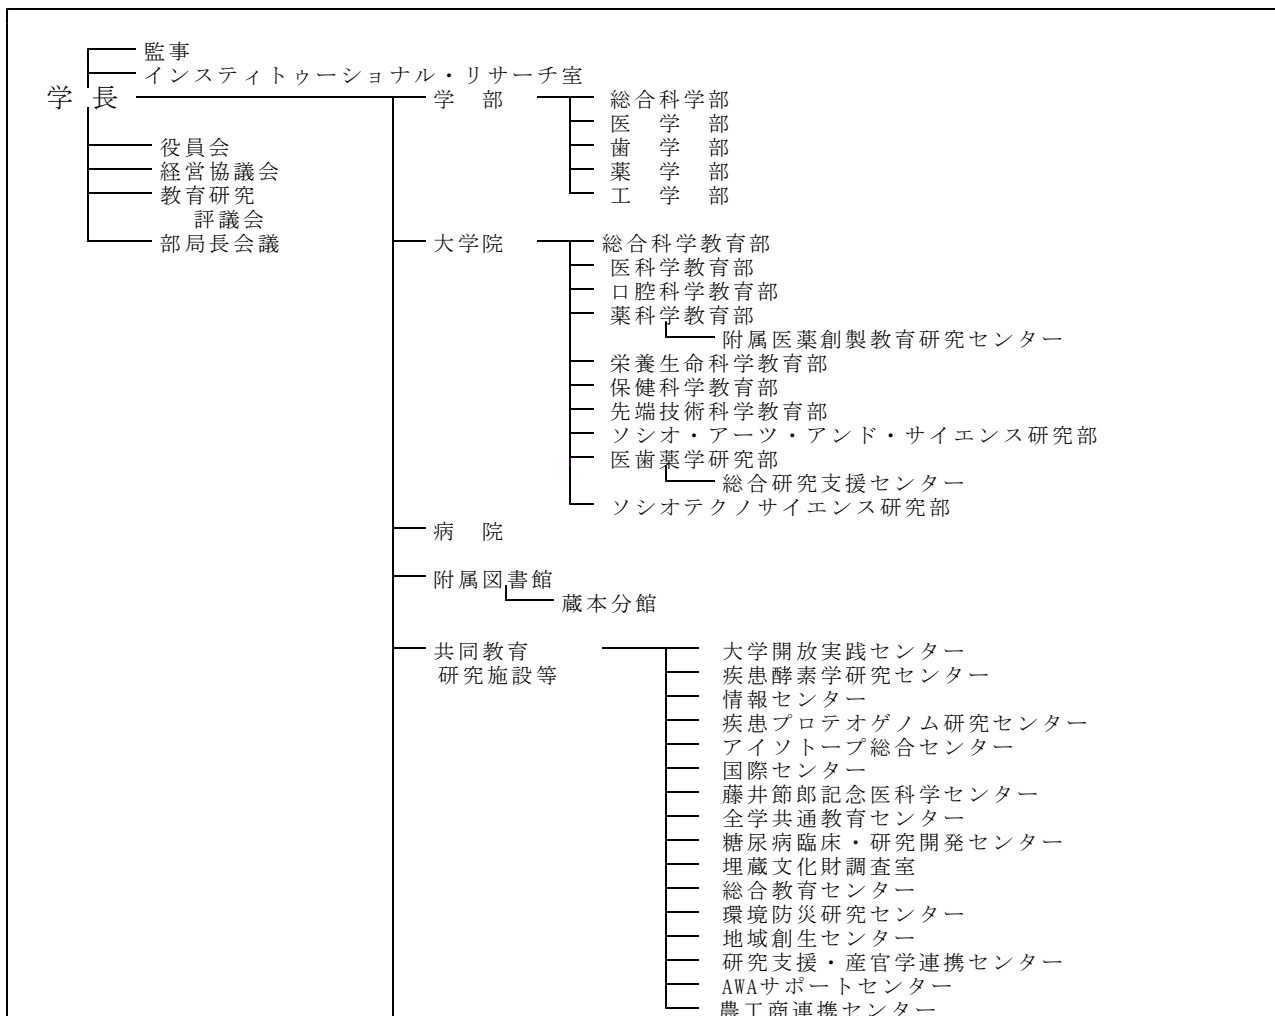 監事
インスティトゥーショナル・リサーチ室
学 長
学 部
総合科学部
医 学 部
歯 学 部
薬 学 部
工 学 部
役員会
経営協議会
教育研究
評議会
部局長会議
大学院
総合科学教育部
医科学教育部
口腔科学教育部
薬科学教育部
附属医薬創製教育研究センター
栄養生命科学教育部
保健科学教育部
先端技術科学教育部
ソシオ・アーツ・アンド・サイエンス研究部
医歯薬学研究部
総合研究支援センター
ソシオテクノサイエンス研究部
病 院
附属図書館
蔵本分館
共同教育
研究施設等
大学開放実践センター
疾患酵素学研究センター
情報センター
疾患プロテオゲノム研究センター
アイソトープ総合センター
国際センター
藤井節郎記念医科学センター
全学共通教育センター
糖尿病臨床・研究開発センター
埋蔵文化財調査室
総合教育センター
環境防災研究センター
地域創生センター
研究支援・産官学連携センター
AWAサポートセンター
農工商連携センター